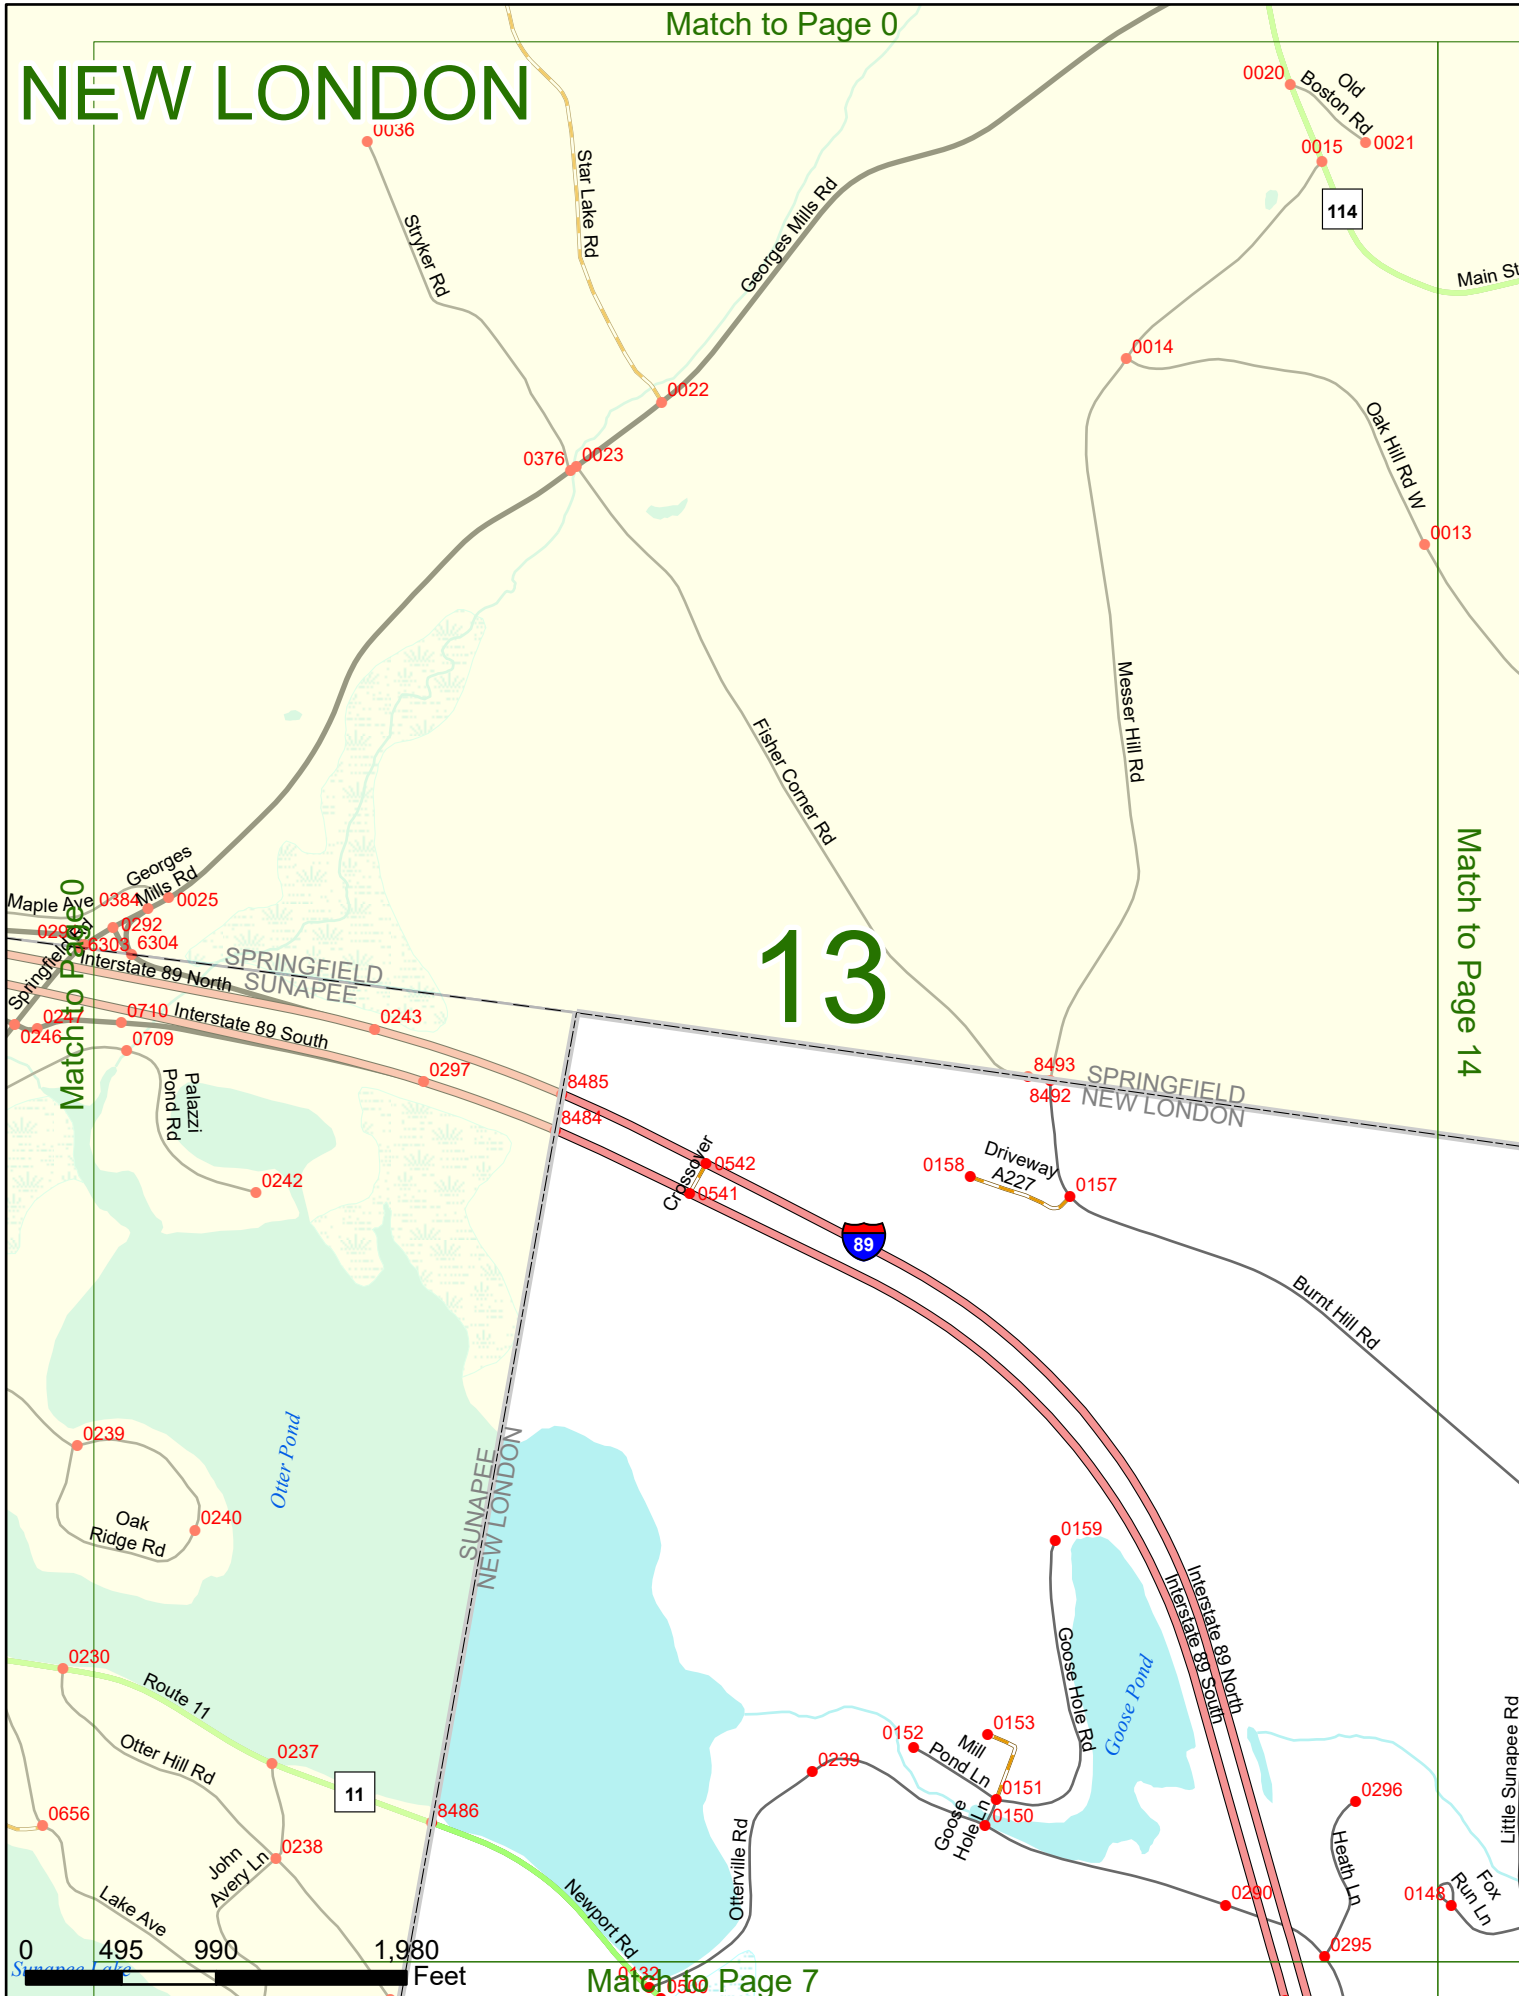 Match to Page 0
NEW LONDON
0036
0020
Old
Boston Rd
0021
0015
114
Main St
Star Lake Rd
Georges Mills Rd
Stryker Rd
0014
0022
Oak Hill Rd W
0376
0023
0013
Messer Hill Rd
Fisher Corner Rd
Match to Page 14
Georges
Mills Rd
Maple Ave
0384
0025
0292
6303
6304
Springfield Rd
Match to Page 0
Interstate 89 North
SPRINGFIELD
SUNAPEE
13
0247
0246
0710
Interstate 89 South
0243
0709
Palazzi
Pond Rd
0297
8485
8484
8493
8492
SPRINGFIELD
NEW LONDON
Crossover
0542
0541
0158
Driveway
A227
0157
0242
89
Burnt Hill Rd
0239
Otter Pond
SUNAPEE
NEW LONDON
Oak
Ridge Rd
0240
0159
Interstate 89 North
Interstate 89 South
Goose Hole Rd
Goose Pond
0230
Route 11
Otter Hill Rd
0237
11
8486
0152
0153
Mill
Pond Ln
0239
0151
0150
Goose
Hole Ln
0296
Heath Ln
Little Sunapee Rd
0656
0238
John
Avery Ln
Lake Ave
Otterville Rd
Newport Rd
0290
0148
Fox
Run Ln
0295
0 495 990 1,980
Feet
Sunapee Lake
0132
0500
Match to Page 7